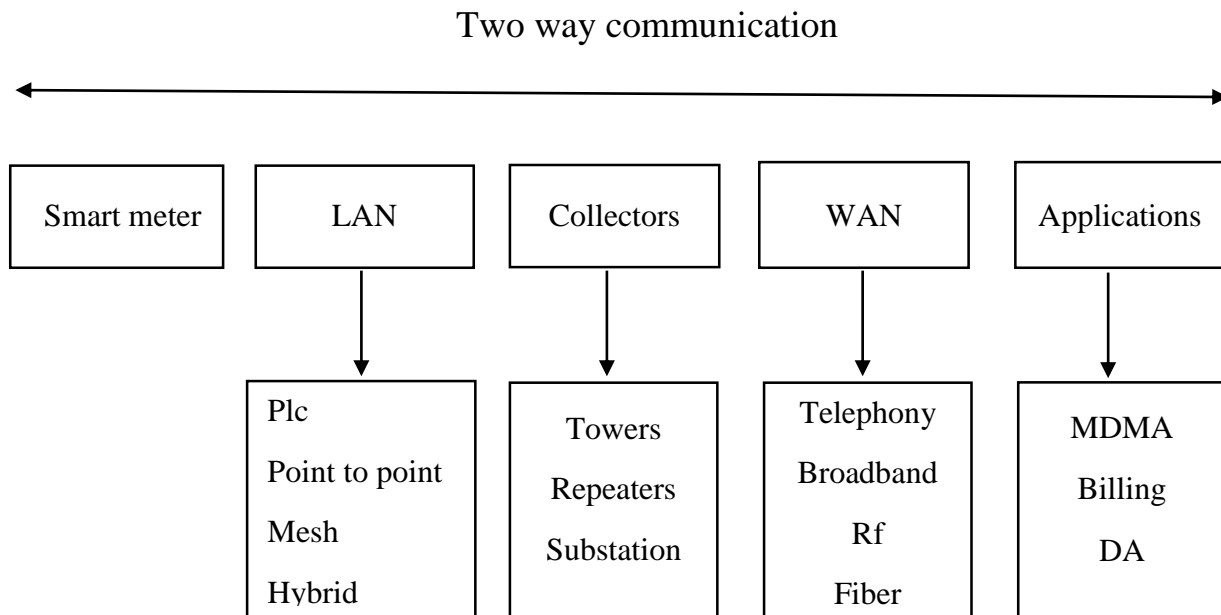 Two way communication
Smart meter
LAN
Collectors
WAN
Applications
Plc
Point to point
Mesh
Hybrid
Towers
Repeaters
Substation
Telephony
Broadband
Rf
Fiber
MDMA
Billing
DA